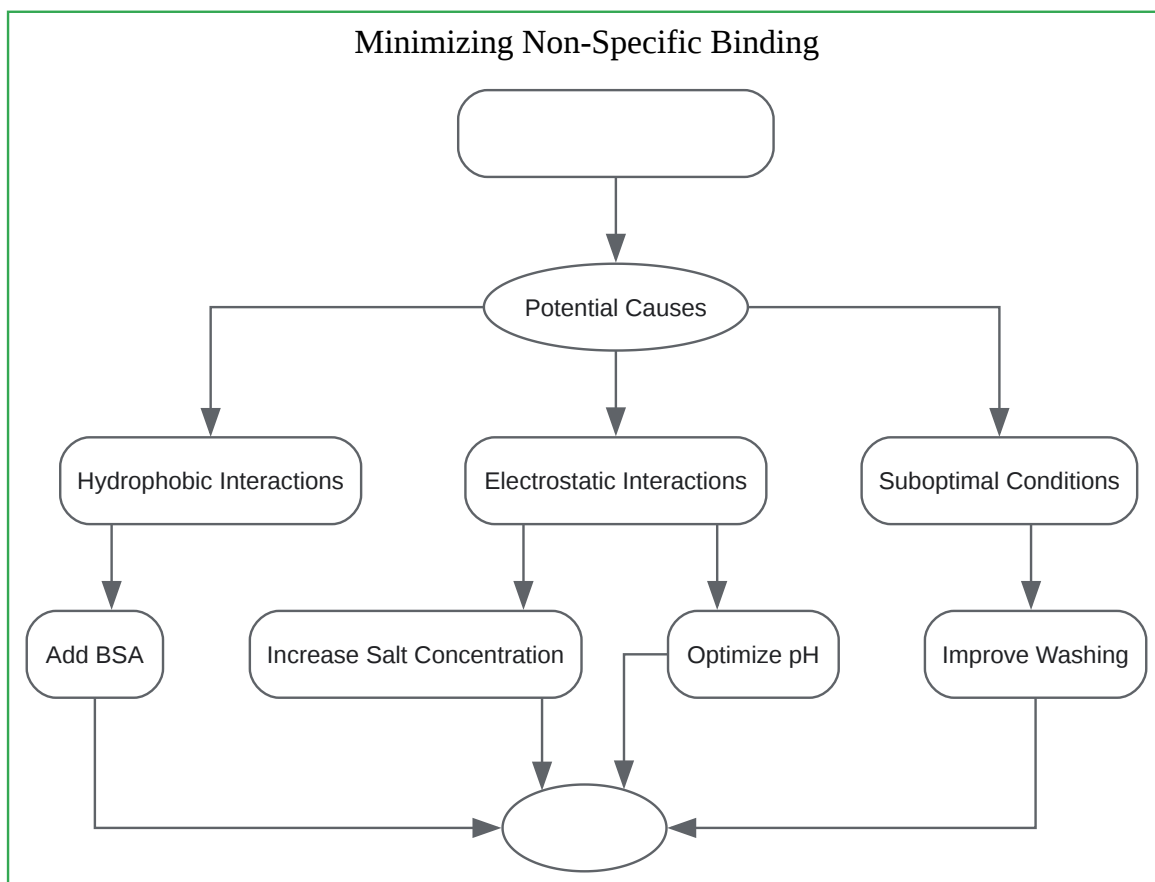 Minimizing Non-Specific Binding
Potential Causes
Hydrophobic Interactions
Electrostatic Interactions
Suboptimal Conditions
Add BSA
Increase Salt Concentration
Optimize pH
Improve Washing